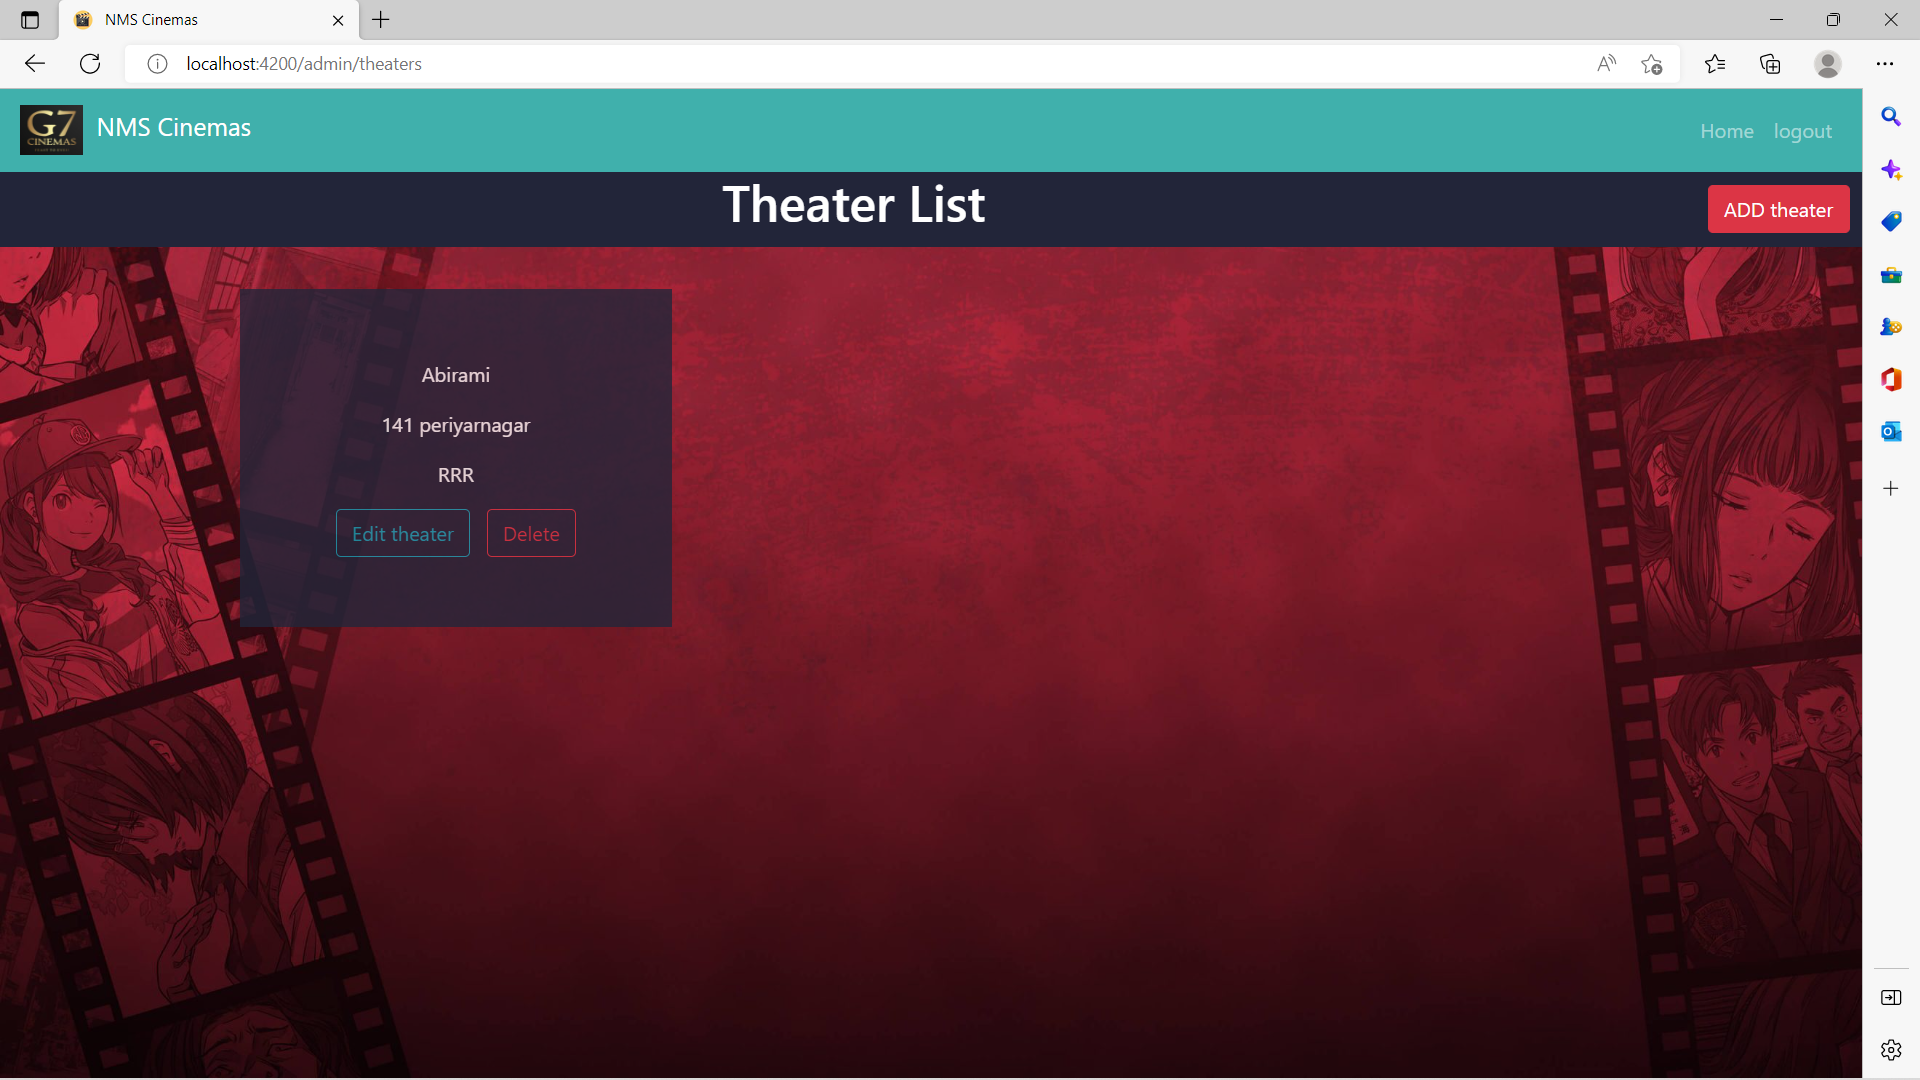 NMS Cinemas
localhost:4200/admin/theaters
G7
CINEMAS
NMS Cinemas
Home logout
Theater List
ADD theater
Abirami
141 periyarnagar
RRR
Edit theater Delete